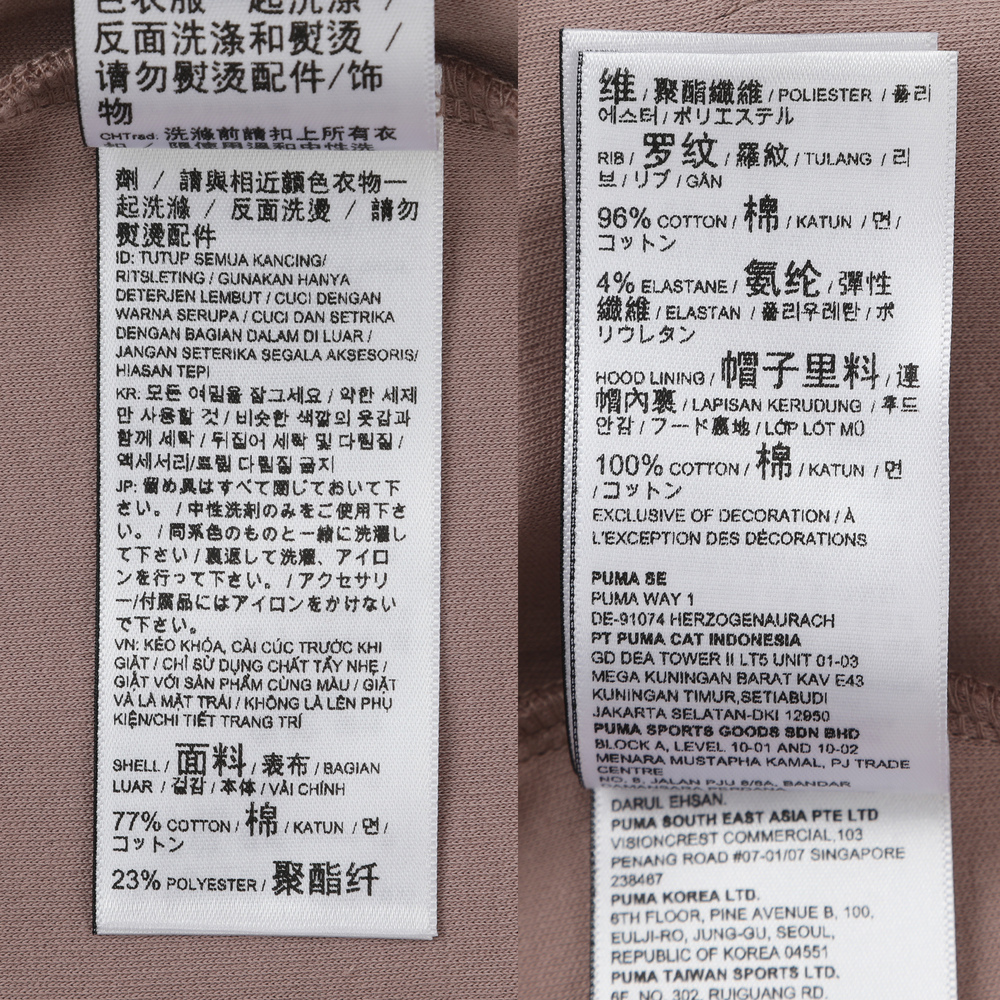 色衣服一起洗涤 /
反面洗涤和熨烫 /
请勿熨烫配件/饰
物
CHTrad: 洗滌前請扣上所有衣
扣 / 限使用溫和中性洗
劑 / 請與相近顏色衣物一
起洗滌 / 反面洗燙 / 請勿
熨燙配件
ID: TUTUP SEMUA KANCING/
RITSLETING / GUNAKAN HANYA
DETERJEN LEMBUT / CUCI DENGAN
WARNA SERUPA / CUCI DAN SETRIKA
DENGAN BAGIAN DALAM DI LUAR /
JANGAN SETERIKA SEGALA AKSESORIS/
HIASAN TEPI
KR: 모든 여밈을 잠그세요 / 약한 세제
만 사용할 것 / 비슷한 색깔의 옷감과
함께 세탁 / 뒤집어 세탁 및 다림질 /
액세서리/트림 다림질 금지
JP: 留め具はすべて閉じておいて下
さい。 / 中性洗剤のみをご使用下さ
い。 / 同系色のものと一緒に洗濯し
て下さい / 裏返して洗濯、アイロ
ンを行って下さい。 / アクセサリ
ー/付属品にはアイロンをかけない
で下さい。
VN: KÉO KHÓA, CÀI CÚC TRƯỚC KHI
GIẶT / CHỈ SỬ DỤNG CHẤT TẨY NHẸ /
GIẶT VỚI SẢN PHẨM CÙNG MÀU / GIẶT
VÀ LÀ MẶT TRÁI / KHÔNG LÀ LÊN PHỤ
KIỆN/CHI TIẾT TRANG TRÍ
SHELL / 面料 / 表布 / BAGIAN
LUAR / 겉감 / 本体 / VẢI CHÍNH
77% COTTON / 棉 / KATUN / 면 /
コットン
23% POLYESTER / 聚酯纤
维 / 聚酯纖維 / POLIESTER / 폴리
에스터 / ポリエステル
RIB / 罗纹 / 羅紋 / TULANG / 리
브 / リブ / GÂN
96% COTTON / 棉 / KATUN / 면 /
コットン
4% ELASTANE / 氨纶 / 彈性
纖維 / ELASTAN / 폴리우레탄 / ポ
リウレタン
HOOD LINING / 帽子里料 / 連
帽內裏 / LAPISAN KERUDUNG / 후드
안감 / フード裏地 / LỚP LÓT MŨ
100% COTTON / 棉 / KATUN / 면
/ コットン
EXCLUSIVE OF DECORATION / À
L'EXCEPTION DES DÉCORATIONS
PUMA SE
PUMA WAY 1
DE-91074 HERZOGENAURACH
PT PUMA CAT INDONESIA
GD DEA TOWER II LT5 UNIT 01-03
MEGA KUNINGAN BARAT KAV E43
KUNINGAN TIMUR,SETIABUDI
JAKARTA SELATAN-DKI 12950
PUMA SPORTS GOODS SDN BHD
BLOCK A, LEVEL 10-01 AND 10-02
MENARA MUSTAPHA KAMAL, PJ TRADE
CENTRE
NO. 8, JALAN PJU 8/8A, BANDAR
DAMANSARA PERDANA
DARUL EHSAN.
PUMA SOUTH EAST ASIA PTE LTD
VISIONCREST COMMERCIAL,103
PENANG ROAD #07-01/07 SINGAPORE
238467
PUMA KOREA LTD.
6TH FLOOR, PINE AVENUE B, 100,
EULJI-RO, JUNG-GU, SEOUL,
REPUBLIC OF KOREA 04551
PUMA TAIWAN SPORTS LTD.
6F, NO. 302, RUIGUANG RD,